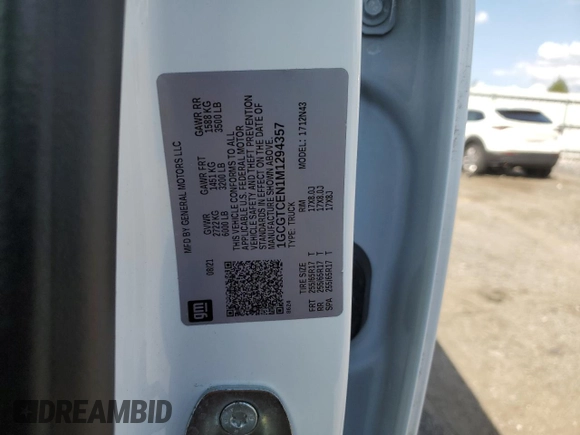 MFD BY GENERAL MOTORS LLC
08/21
GVWR
2722 KG
6000 LB
GAWR FRT
1451 KG
3200 LB
GAWR RR
1588 KG
3500 LB
THIS VEHICLE CONFORMS TO ALL
APPLICABLE U.S. FEDERAL MOTOR
VEHICLE SAFETY AND THEFT PREVENTION
STANDARDS IN EFFECT ON THE DATE OF
MANUFACTURE SHOWN ABOVE.
1GCGTCEN1M1294357
TYPE: TRUCK
MODEL: 1712N43
gm
TIRE SIZE
RIM
FRT 255/65R17 T 17X8.0J
RR 255/65R17 T 17X8.0J
SPA 255/65R17 T 17X8J
DREAMBID